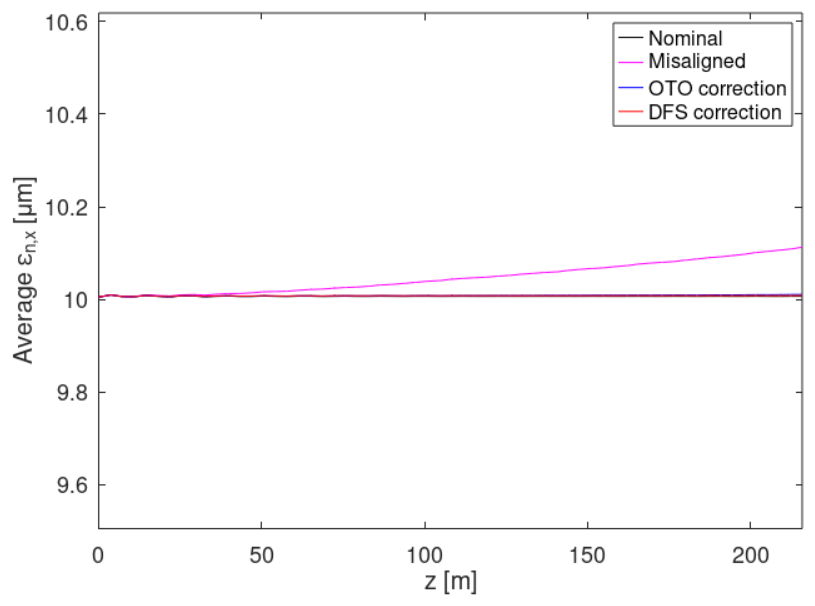 Average εn,x [μm]
10.6
10.4
10.2
10
9.8
9.6
Nominal
Misaligned
OTO correction
DFS correction
0
50
100
150
200
z [m]